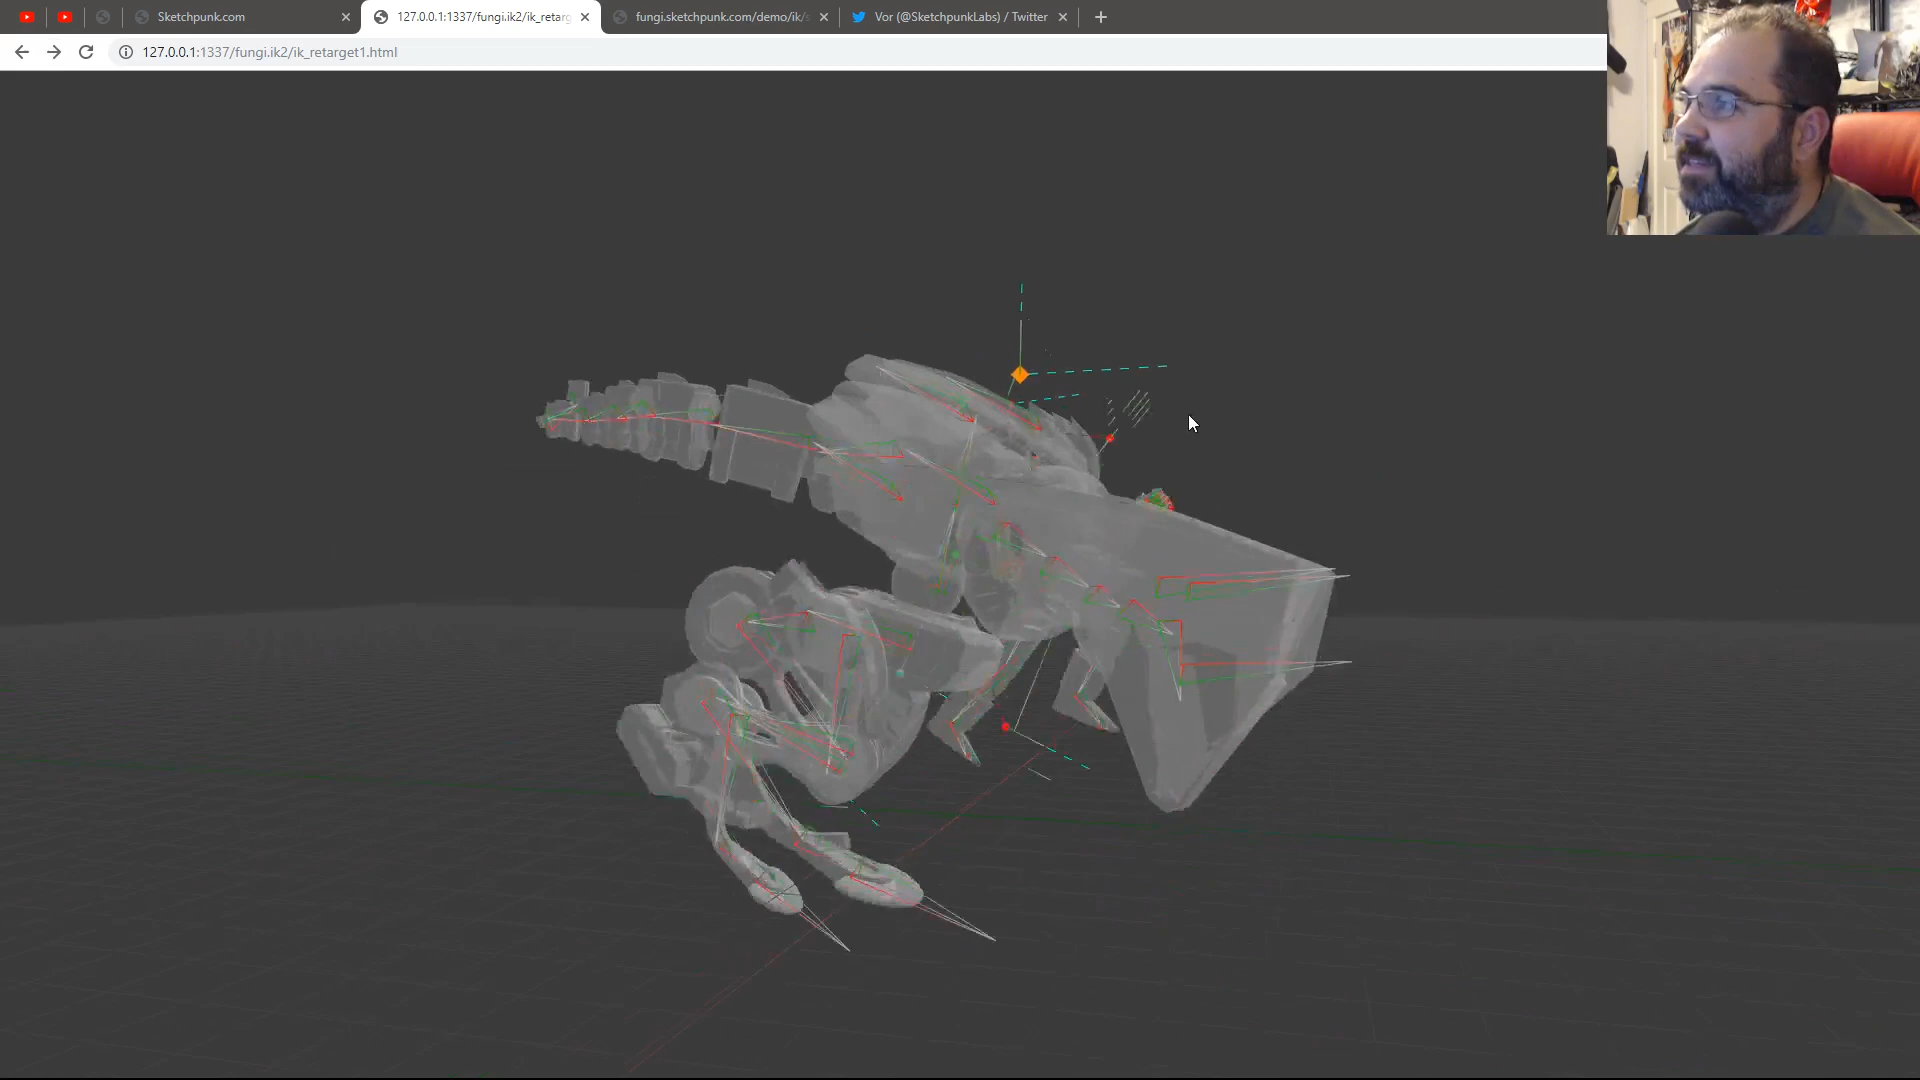 Sketchpunk.com
127.0.0.1:1337/fungi.ik2/ik_retarg
fungi.sketchpunk.com/demo/ik/s
Vor (@SketchpunkLabs) / Twitter
127.0.0.1:1337/fungi.ik2/ik_retarget1.html